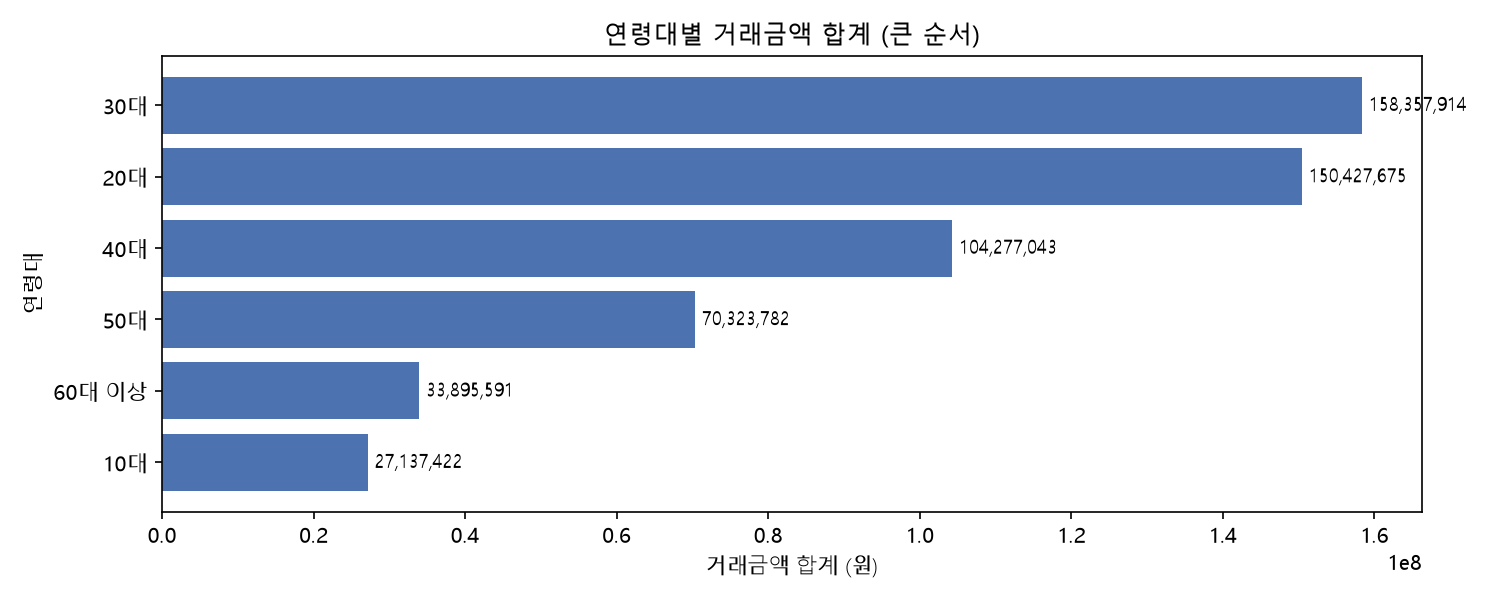 연령대별 거래금액 합계 (큰 순서)
30대 158,357,914
20대 150,427,675
40대 104,277,043
50대 70,323,782
60대 이상 33,895,591
10대 27,137,422
연령대
0.0 0.2 0.4 0.6 0.8 1.0 1.2 1.4 1.6
1e8
거래금액 합계 (원)